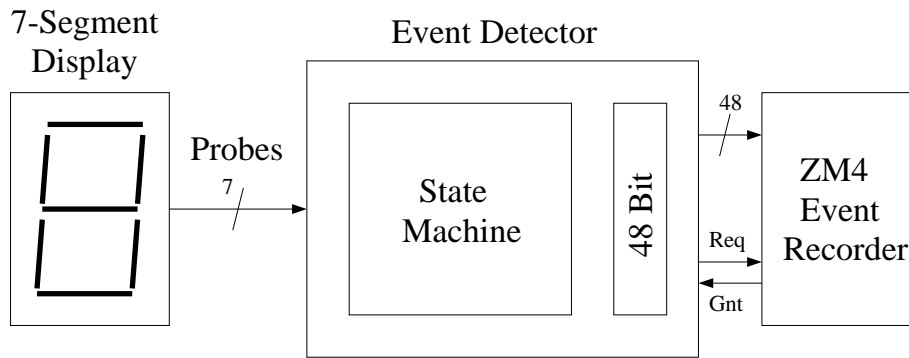 7-Segment
Display
Event Detector
Probes
7
State
Machine
48 Bit
48
Req
Gnt
ZM4
Event
Recorder